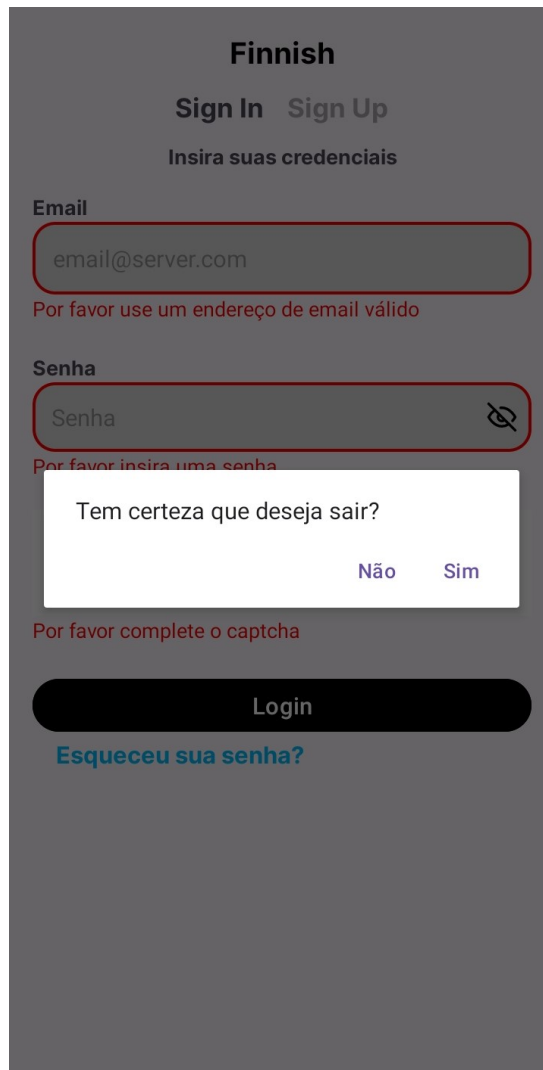 Finnish
Sign In Sign Up
Insira suas credenciais
Email
email@server.com
Por favor use um endereço de email válido
Senha
Senha
Por favor insira uma senha
Tem certeza que deseja sair?
Não Sim
Por favor complete o captcha
Login
Esqueceu sua senha?